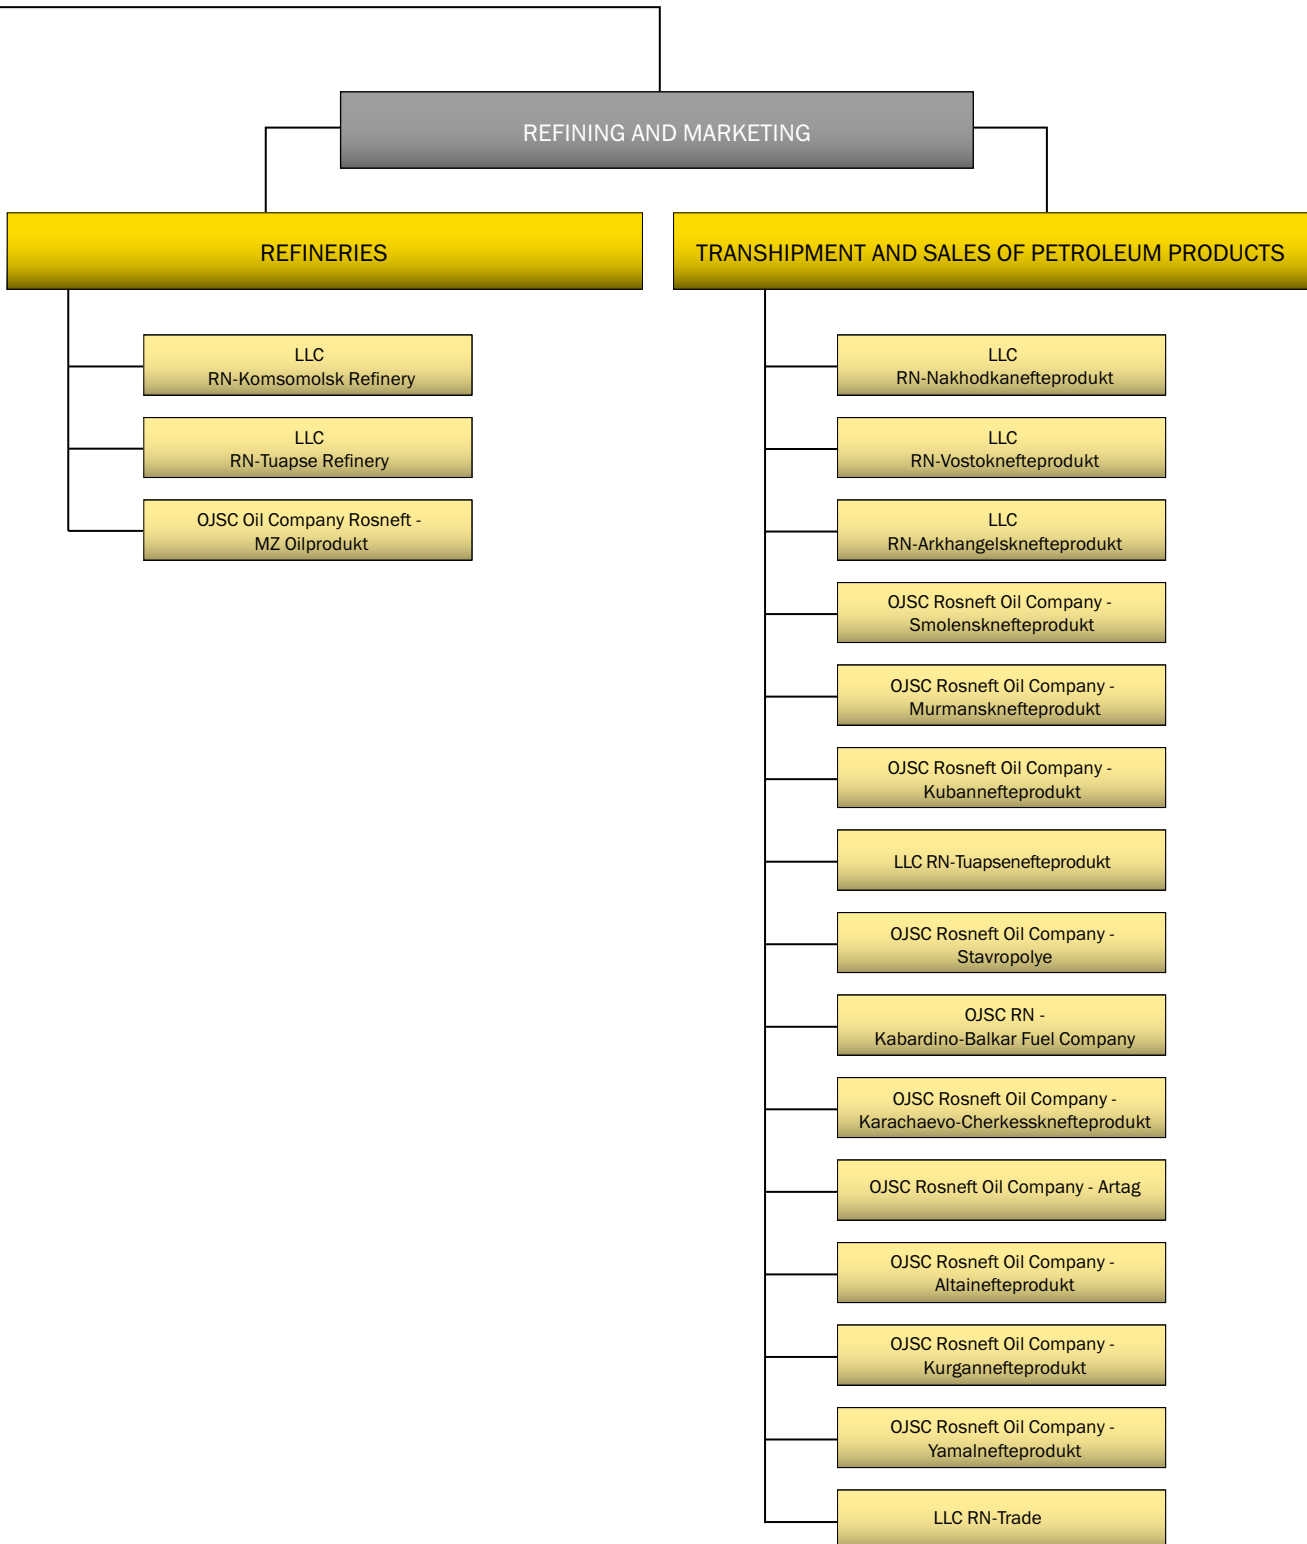 REFINING AND MARKETING
REFINERIES
LLC
RN-Komsomolsk Refinery
LLC
RN-Tuapse Refinery
OJSC Oil Company Rosneft -
MZ Oilprodukt
TRANSHIPMENT AND SALES OF PETROLEUM PRODUCTS
LLC
RN-Nakhodkanefteprodukt
LLC
RN-Vostoknefteprodukt
LLC
RN-Arkhangelsknefteprodukt
OJSC Rosneft Oil Company -
Smolensknefteprodukt
OJSC Rosneft Oil Company -
Murmansknefteprodukt
OJSC Rosneft Oil Company -
Kubannefteprodukt
LLC RN-Tuapsenefteprodukt
OJSC Rosneft Oil Company -
Stavropolye
OJSC RN -
Kabardino-Balkar Fuel Company
OJSC Rosneft Oil Company -
Karachaevo-Cherkessknefteprodukt
OJSC Rosneft Oil Company - Artag
OJSC Rosneft Oil Company -
Altainefteprodukt
OJSC Rosneft Oil Company -
Kurgannefteprodukt
OJSC Rosneft Oil Company -
Yamalnefteprodukt
LLC RN-Trade